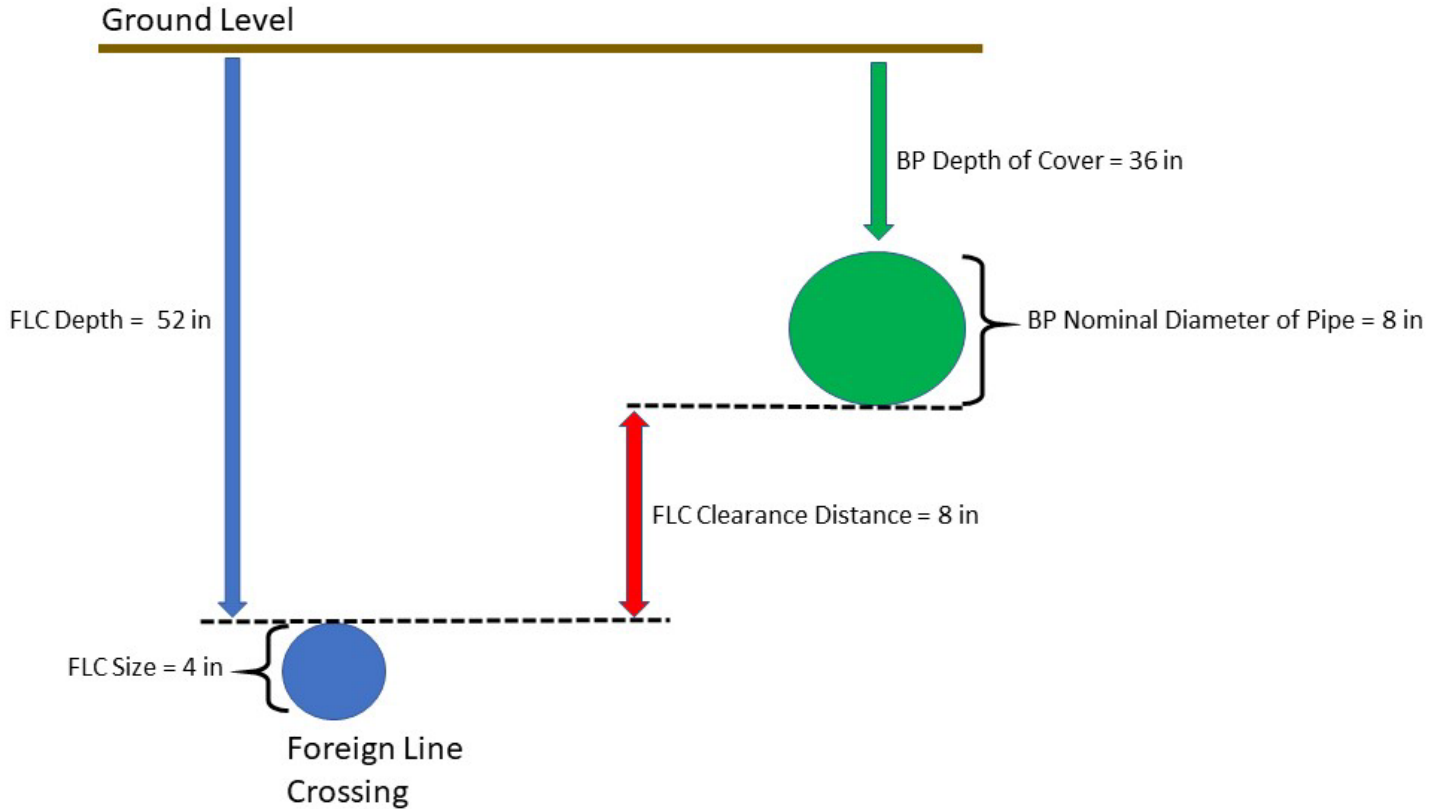 Ground Level
BP Depth of Cover = 36 in
FLC Depth =  52 in
BP Nominal Diameter of Pipe = 8 in
FLC Clearance Distance = 8 in
FLC Size = 4 in
Foreign Line
Crossing